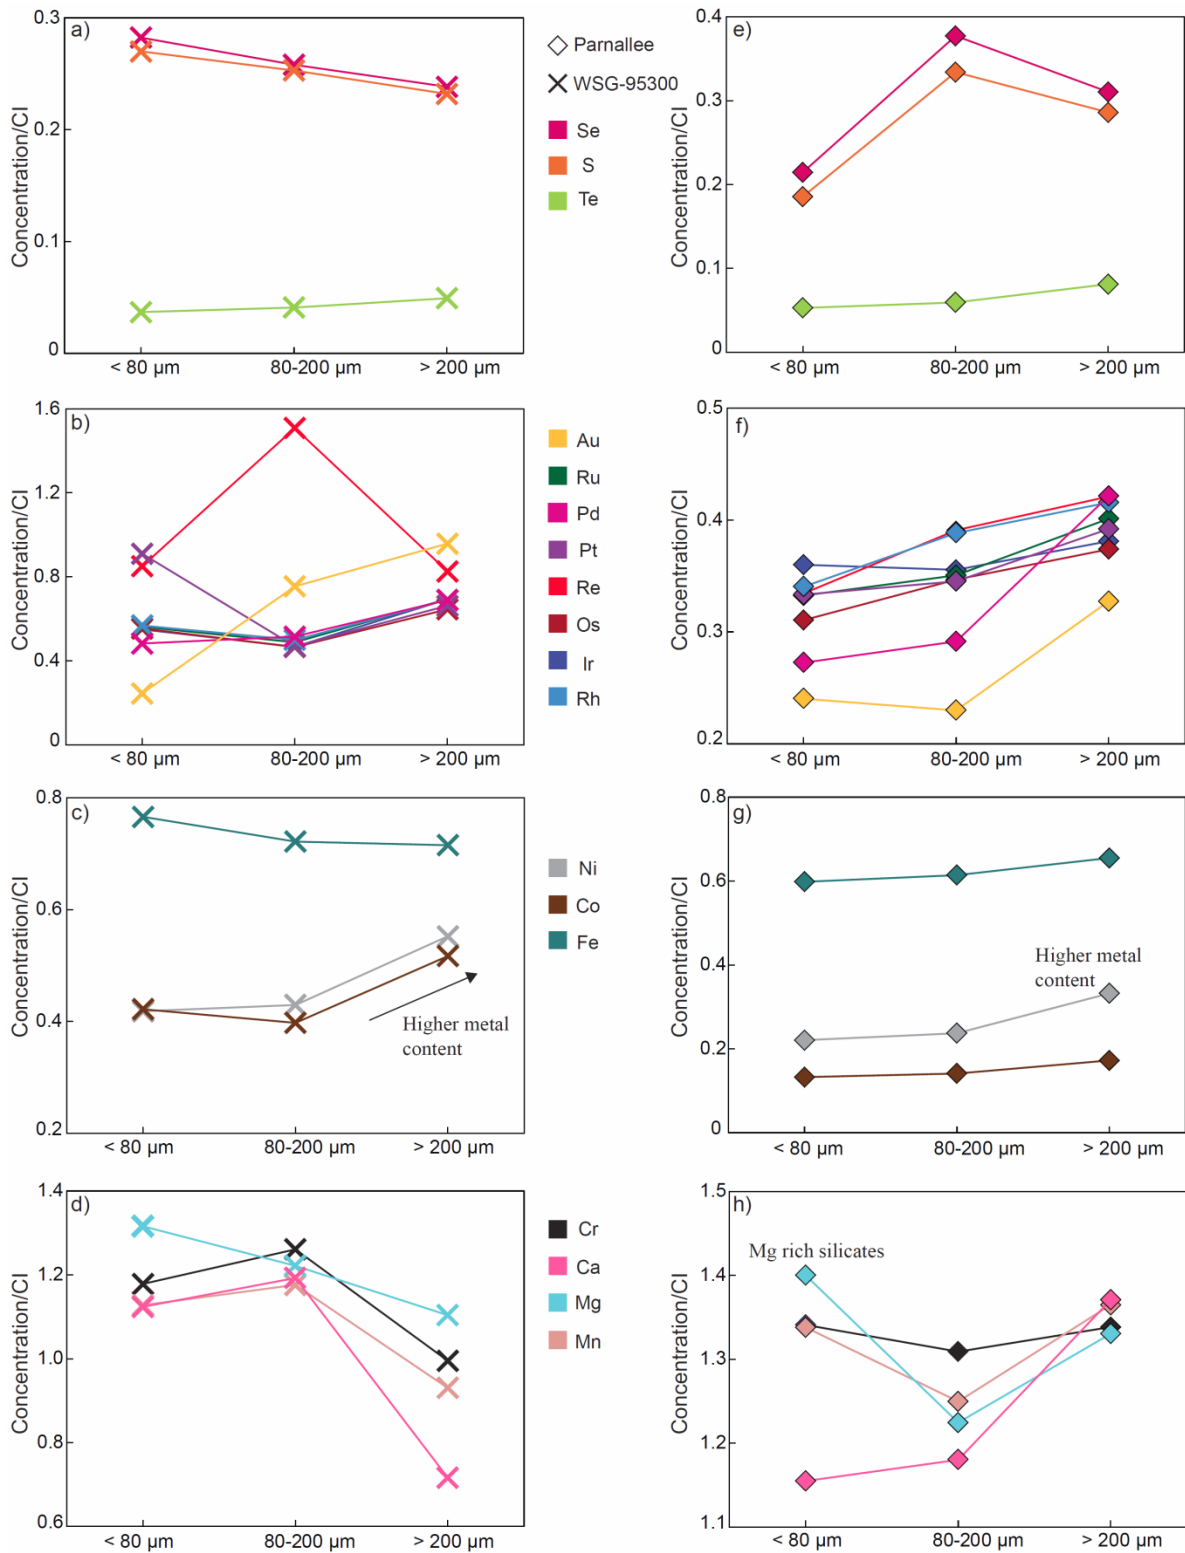 a)
Concentration/CI
0.3
0.2
0.1
0
< 80 µm
80-200 µm
> 200 µm
Parnallee
WSG-95300
Se
S
Te
e)
Concentration/CI
0.4
0.3
0.2
0.1
0
< 80 µm
80-200 µm
> 200 µm
b)
Concentration/CI
1.6
1.2
0.8
0.4
0
< 80 µm
80-200 µm
> 200 µm
Au
Ru
Pd
Pt
Re
Os
Ir
Rh
f)
Concentration/CI
0.5
0.4
0.3
0.2
< 80 µm
80-200 µm
> 200 µm
c)
Concentration/CI
0.8
0.6
0.4
0.2
Higher metal
content
< 80 µm
80-200 µm
> 200 µm
Ni
Co
Fe
g)
Concentration/CI
0.8
0.6
0.4
0.2
0
Higher metal
content
< 80 µm
80-200 µm
> 200 µm
d)
Concentration/CI
1.4
1.2
1.0
0.8
0.6
< 80 µm
80-200 µm
> 200 µm
Cr
Ca
Mg
Mn
h)
Concentration/CI
1.5
1.4
1.3
1.2
1.1
Mg rich silicates
< 80 µm
80-200 µm
> 200 µm